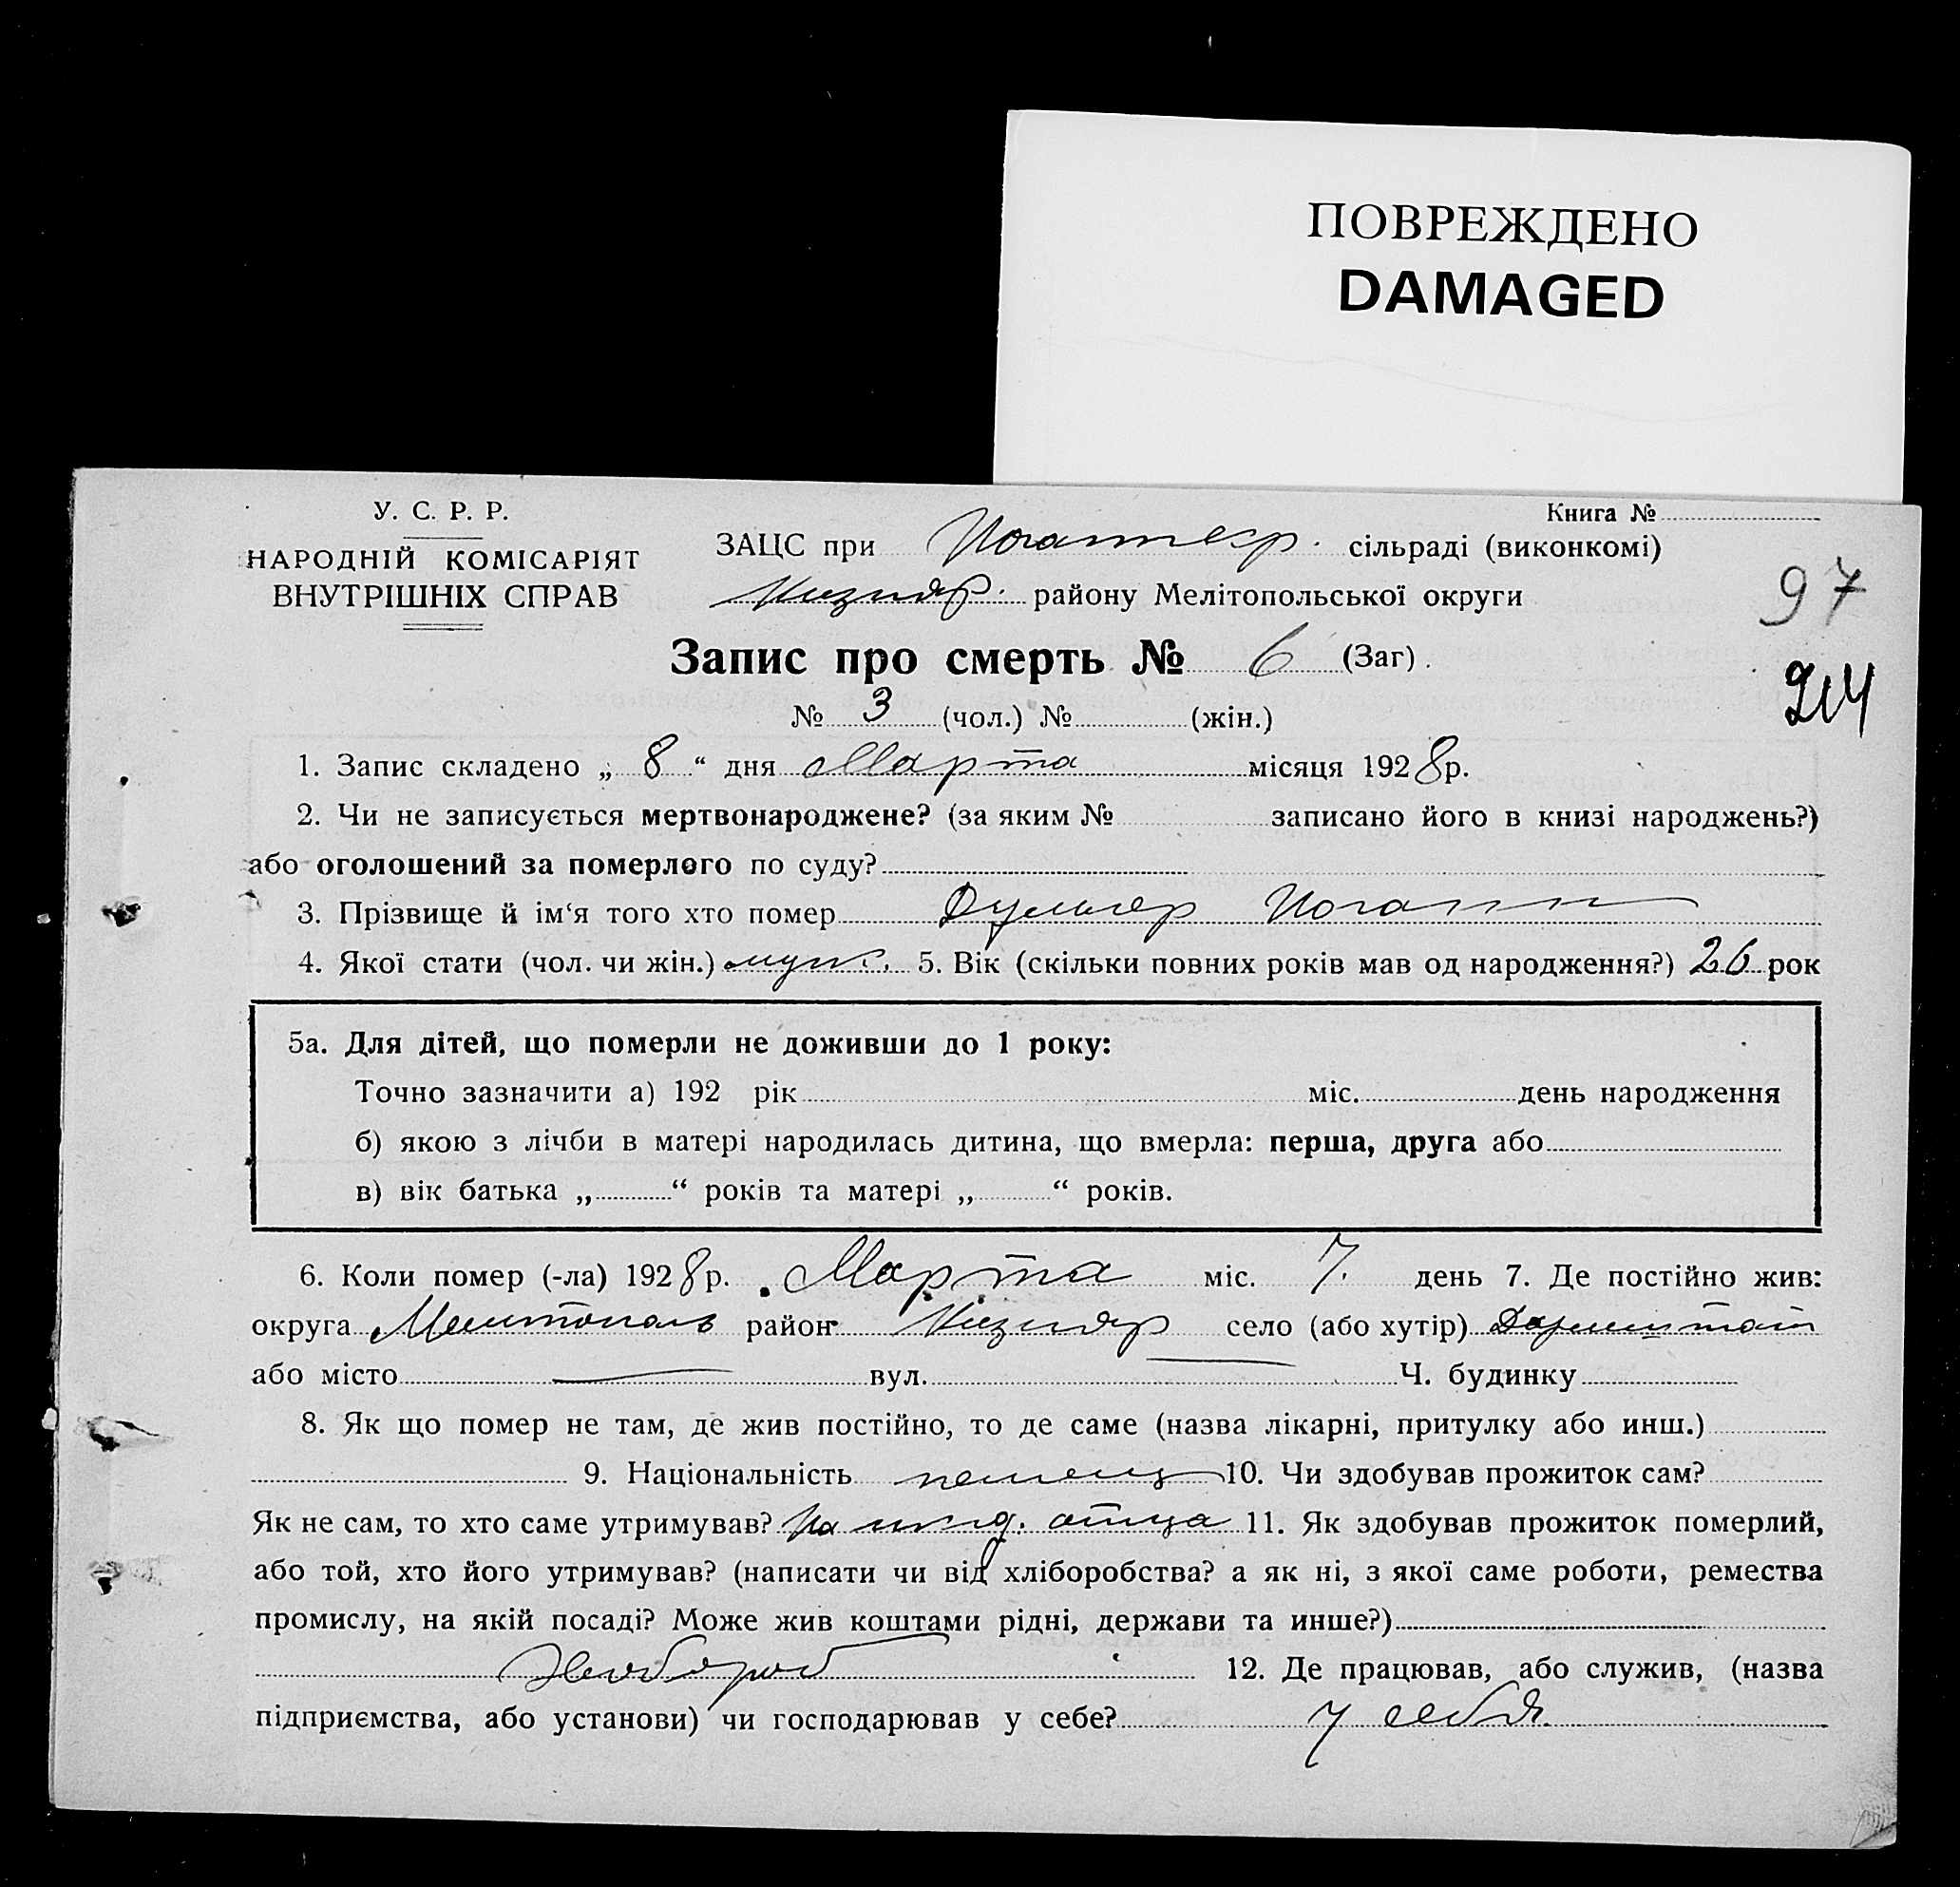 ПОВРЕЖДЕНО
DAMAGED
У. С. Р. Р.
НАРОДНІЙ КОМІСАРІЯТ
ВНУТРІШНІХ СПРАВ
Книга №
ЗАЦС при сільраді (виконкомі)
району Мелітопольської округи
97
Запис про смерть № 6 (Заг).
214
№ 3 (чол.) № (жін.)
1. Запис складено „ 8 “ дня Марта місяця 1928 р.
2. Чи не записується мертвонароджене? (за яким № записано його в книзі народжень?)
або оголошений за померлого по суду?
3. Прізвище й ім‘я того хто помер Иоганн
4. Якої стати (чол. чи жін.) муж. 5. Вік (скільки повних років мав од народження?) 26 рок
5а. Для дітей, що померли не доживши до 1 року:
Точно зазначити а) 192 рік міс. день народження
б) якою з лічби в матері народилась дитина, що вмерла: перша, друга або
в) вік батька „ “ років та матері „ “ років.
6. Коли помер (-ла) 1928 р. Марта міс. 7. день 7. Де постійно жив:
округа Мелитополь район Кизияр село (або хутір) Дармштат
або місто — вул. — Ч. будинку
8. Як що помер не там, де жив постійно, то де саме (назва лікарні, притулку або инш.)
9. Національність немец 10. Чи здобував прожиток сам?
Як не сам, то хто саме утримував? На ижд. отца 11. Як здобував прожиток померлий,
або той, хто його утримував? (написати чи від хліборобства? а як ні, з якої саме роботи, ремества
промислу, на якій посаді? Може жив коштами рідні, держави та инше?)
Хлебороб 12. Де працював, або служив, (назва
підприємства, або установи) чи господарював у себе? У себя.